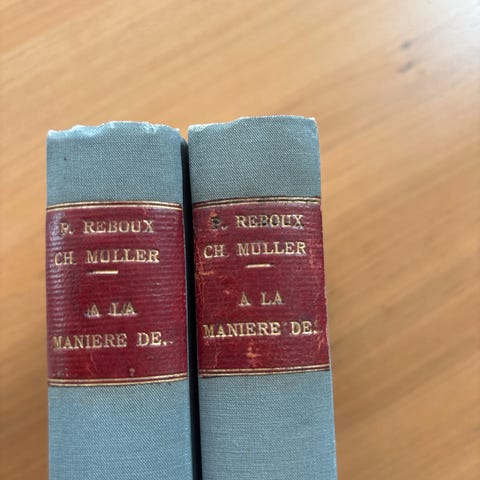 P. REBOUX
CH. MULLER
A LA
MANIERE DE..
P. REBOUX
CH. MULLER
A LA
MANIERE DE..